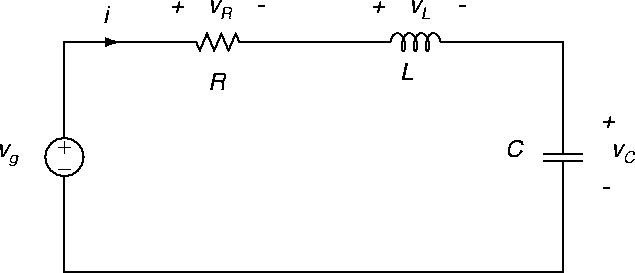 i + v_R - + v_L -
R L
v_g + − C + v_C -